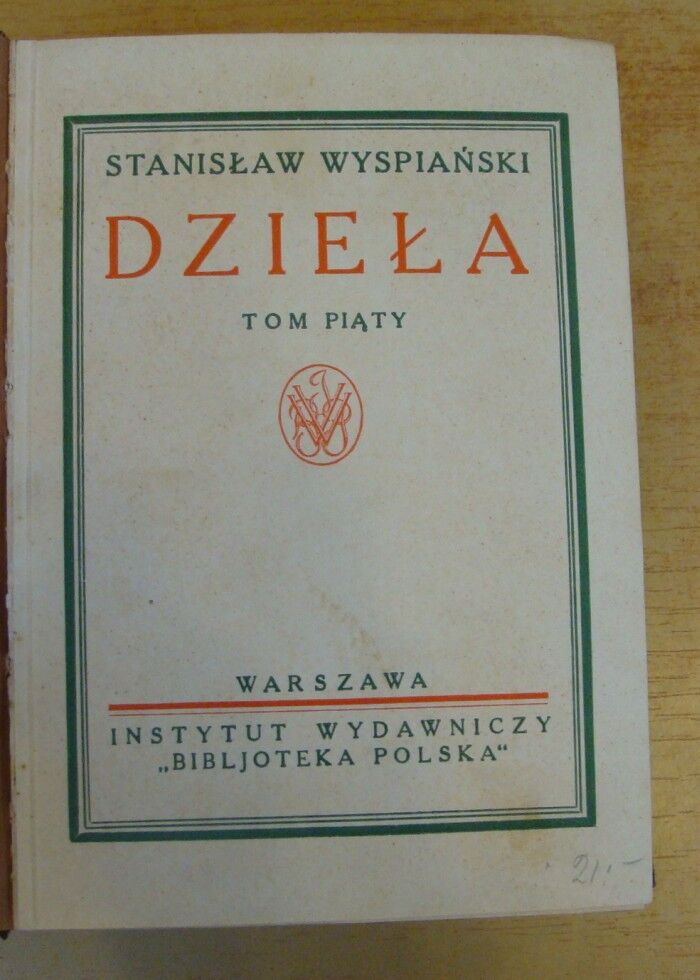 STANISŁAW WYSPIAŃSKI
DZIEŁA
TOM PIĄTY
WARSZAWA
INSTYTUT WYDAWNICZY
„BIBLJOTEKA POLSKA“
21.-